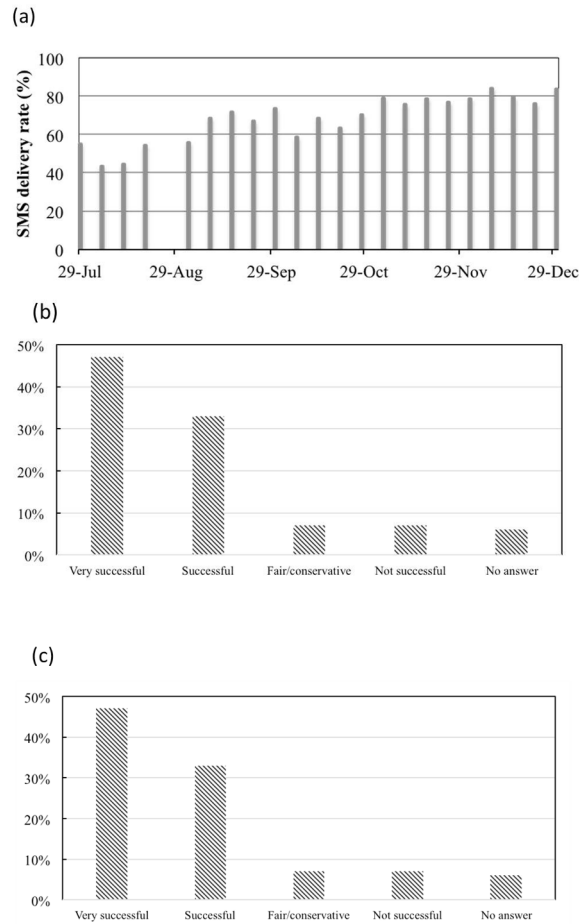 (a)
SMS delivery rate (%)
100
80
60
40
20
0
29-Jul 29-Aug 29-Sep 29-Oct 29-Nov 29-Dec
(b)
50%
40%
30%
20%
10%
0%
Very successful Successful Fair/conservative Not successful No answer
(c)
50%
40%
30%
20%
10%
0%
Very successful Successful Fair/conservative Not successful No answer